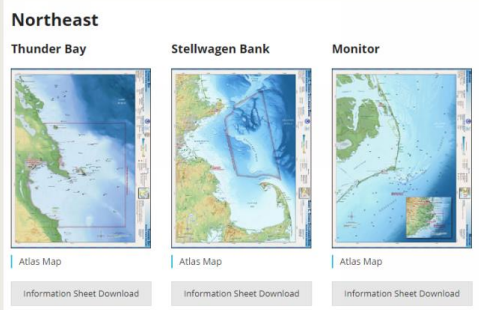 Northeast
Thunder Bay
Stellwagen Bank
Monitor
Atlas Map
Atlas Map
Atlas Map
Information Sheet Download
Information Sheet Download
Information Sheet Download